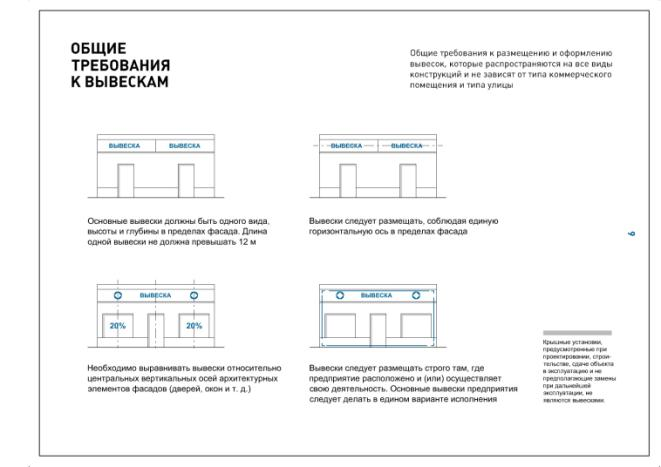 ОБЩИЕ
ТРЕБОВАНИЯ
К ВЫВЕСКАМ
Общие требования к размещению и оформлению
вывесок, которые распространяются на все виды
конструкций и не зависят от типа коммерческого
помещения и типа улицы
ВЫВЕСКА ВЫВЕСКА
ВЫВЕСКА ВЫВЕСКА
Основные вывески должны быть одного вида,
высоты и глубины в пределах фасада. Длина
одной вывески не должна превышать 12 м
Вывески следует размещать, соблюдая единую
горизонтальную ось в пределах фасада
9
ВЫВЕСКА
20% 20%
ВЫВЕСКА
Необходимо выравнивать вывески относительно
центральных вертикальных осей архитектурных
элементов фасадов (дверей, окон и т. д.)
Вывески следует размещать строго там, где
предприятие расположено и (или) осуществляет
свою деятельность. Основные вывески предприятия
следует делать в едином варианте исполнения
Крышные установки,
предусмотренные при
проектировании, строи-
тельстве, сдаче объекта
в эксплуатацию и не
предполагающие замены
при дальнейшей
эксплуатации, не
являются вывесками.